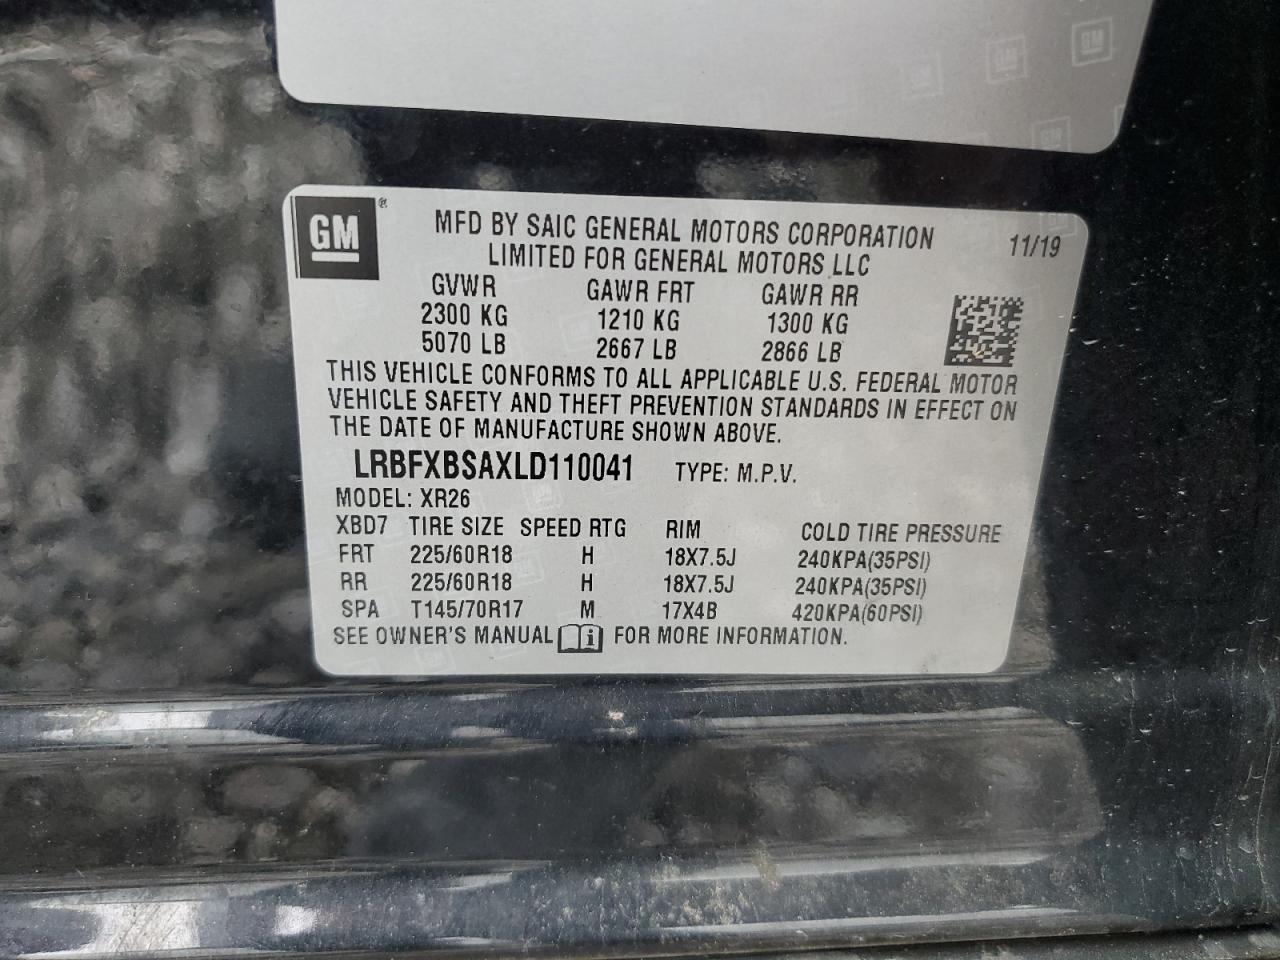 GM
GM ® MFD BY SAIC GENERAL MOTORS CORPORATION 11/19
LIMITED FOR GENERAL MOTORS LLC
GVWR GAWR FRT GAWR RR
2300 KG 1210 KG 1300 KG
5070 LB 2667 LB 2866 LB
THIS VEHICLE CONFORMS TO ALL APPLICABLE U.S. FEDERAL MOTOR
VEHICLE SAFETY AND THEFT PREVENTION STANDARDS IN EFFECT ON
THE DATE OF MANUFACTURE SHOWN ABOVE.
LRBFXBSAXLD110041 TYPE: M.P.V.
MODEL: XR26
XBD7 TIRE SIZE SPEED RTG RIM COLD TIRE PRESSURE
FRT 225/60R18 H 18X7.5J 240KPA(35PSI)
RR 225/60R18 H 18X7.5J 240KPA(35PSI)
SPA T145/70R17 M 17X4B 420KPA(60PSI)
SEE OWNER'S MANUAL i FOR MORE INFORMATION.